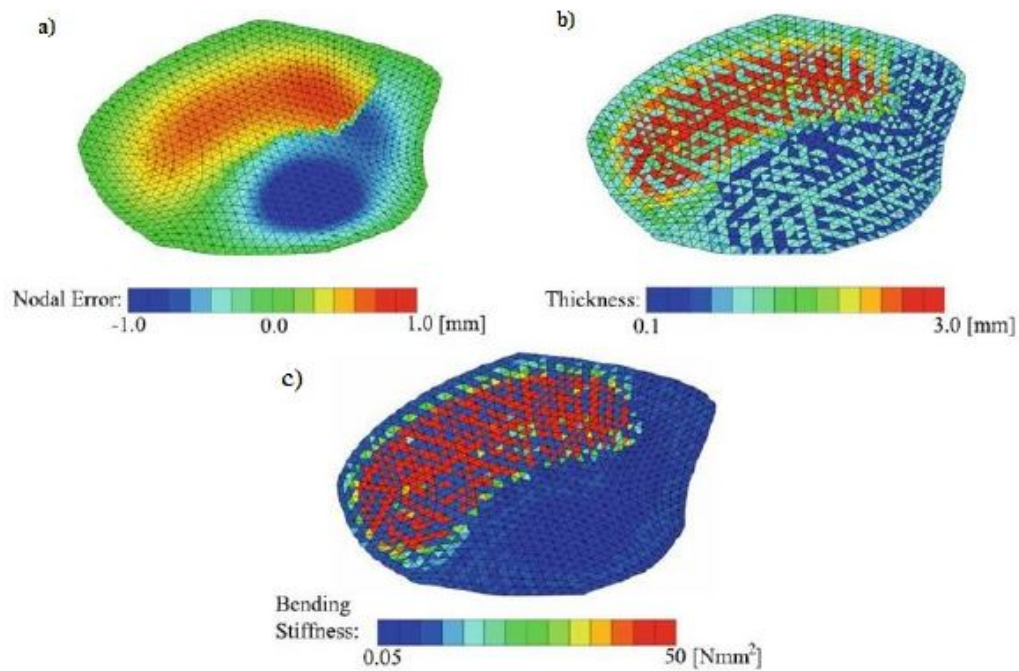 a)
b)
Nodal Error:
-1.0 0.0 1.0 [mm]
Thickness:
0.1 3.0 [mm]
c)
Bending
Stiffness:
0.05 50 [Nmm²]